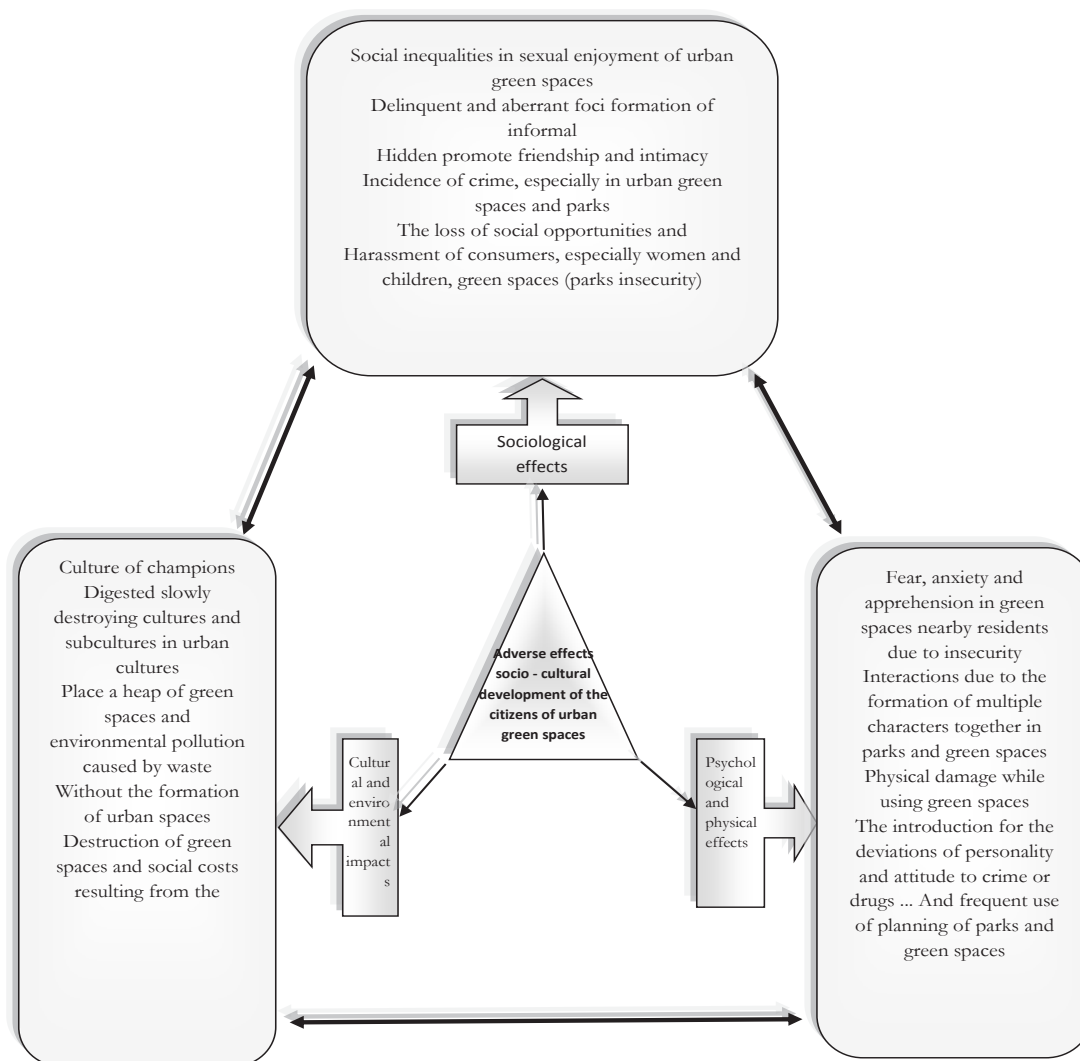 Social inequalities in sexual enjoyment of urban
green spaces
Delinquent and aberrant foci formation of
informal
Hidden promote friendship and intimacy
Incidence of crime, especially in urban green
spaces and parks
The loss of social opportunities and
Harassment of consumers, especially women and
children, green spaces (parks insecurity)
Sociological
effects
Adverse effects
socio - cultural
development of the
citizens of urban
green spaces
Culture of champions
Digested slowly
destroying cultures and
subcultures in urban
cultures
Place a heap of green
spaces and
environmental pollution
caused by waste
Without the formation
of urban spaces
Destruction of green
spaces and social costs
resulting from the
Cultur
al and
enviro
nment
al
impact
s
Psychol
ogical
and
physical
effects
Fear, anxiety and
apprehension in green
spaces nearby residents
due to insecurity
Interactions due to the
formation of multiple
characters together in
parks and green spaces
Physical damage while
using green spaces
The introduction for the
deviations of personality
and attitude to crime or
drugs ... And frequent use
of planning of parks and
green spaces